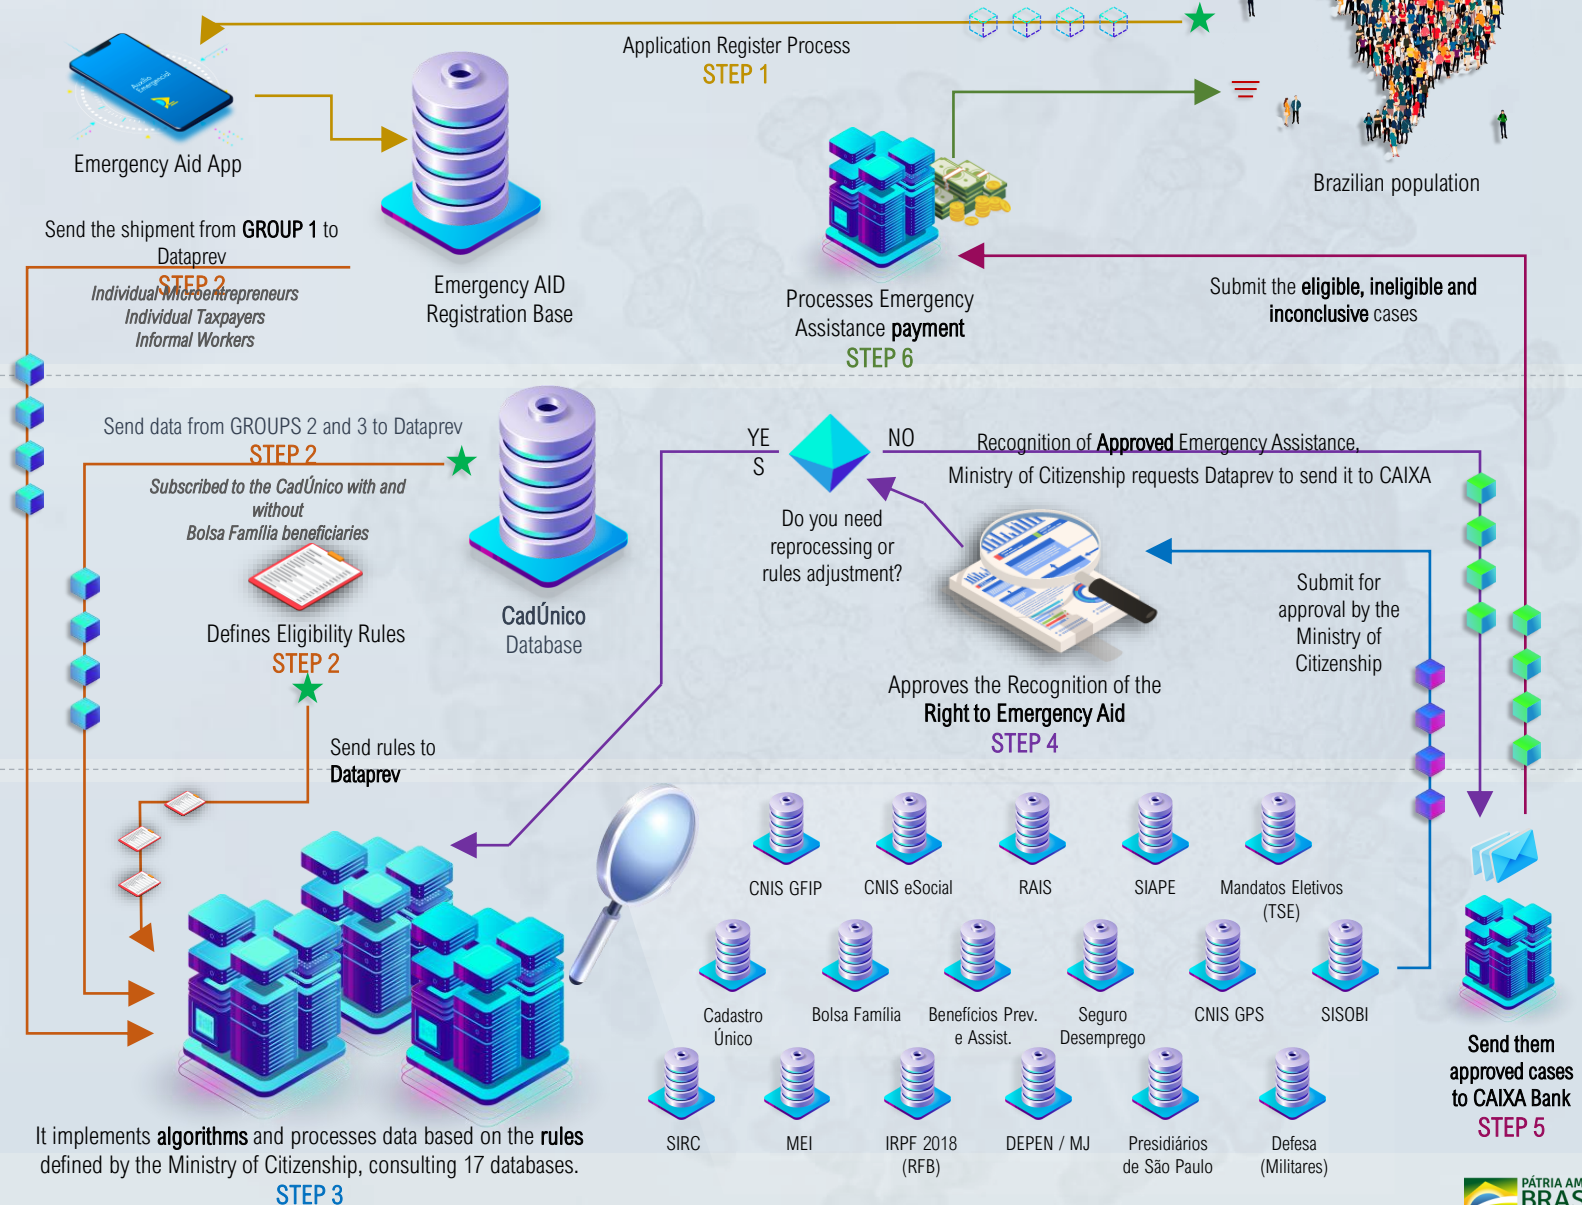 Application Register Process
STEP 1
Auxílio
Emergencial
Emergency Aid App
Brazilian population
Send the shipment from GROUP 1 to
Dataprev
STEP 2
Individual Microentrepreneurs
Individual Taxpayers
Informal Workers
Emergency AID
Registration Base
Processes Emergency
Assistance payment
STEP 6
Submit the eligible, ineligible and
inconclusive cases
Send data from GROUPS 2 and 3 to Dataprev
STEP 2
Subscribed to the CadÚnico with and
without
Bolsa Família beneficiaries
Defines Eligibility Rules
STEP 2
CadÚnico
Database
YE
S
NO
Recognition of Approved Emergency Assistance,
Ministry of Citizenship requests Dataprev to send it to CAIXA
Do you need
reprocessing or
rules adjustment?
Submit for
approval by the
Ministry of
Citizenship
Approves the Recognition of the
Right to Emergency Aid
STEP 4
Send rules to
Dataprev
CNIS GFIP
CNIS eSocial
RAIS
SIAPE
Mandatos Eletivos
(TSE)
Cadastro
Único
Bolsa Família
Benefícios Prev.
e Assist.
Seguro
Desemprego
CNIS GPS
SISOBI
SIRC
MEI
IRPF 2018
(RFB)
DEPEN / MJ
Presidiários
de São Paulo
Defesa
(Militares)
Send them
approved cases
to CAIXA Bank
STEP 5
It implements algorithms and processes data based on the rules
defined by the Ministry of Citizenship, consulting 17 databases.
STEP 3
PÁTRIA AM
BRAS